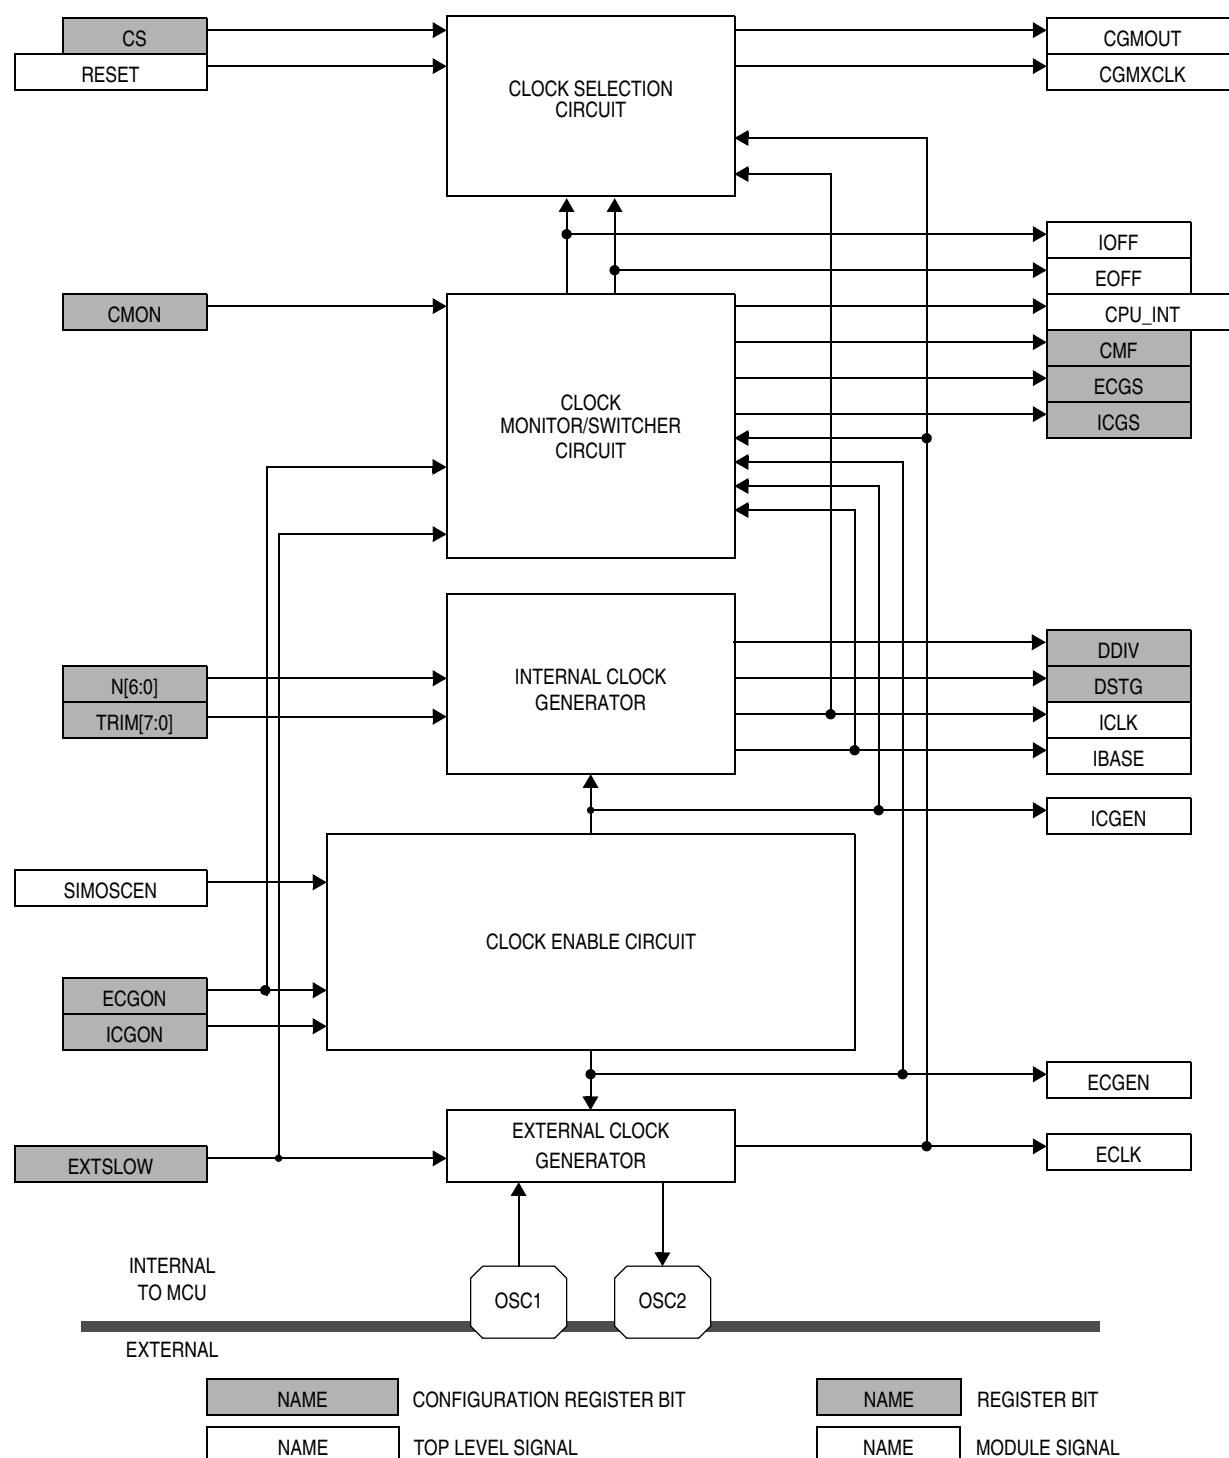 CS
CGMOUT
RESET
CGMXCLK
CLOCK SELECTION
CIRCUIT
IOFF
EOFF
CMON
CPU_INT
CMF
ECGS
ICGS
CLOCK
MONITOR/SWITCHER
CIRCUIT
DDIV
N[6:0]
DSTG
INTERNAL CLOCK
GENERATOR
TRIM[7:0]
ICLK
IBASE
ICGEN
SIMOSCEN
CLOCK ENABLE CIRCUIT
ECGON
ICGON
ECGEN
EXTERNAL CLOCK
GENERATOR
ECLK
EXTSLOW
INTERNAL
TO MCU
OSC1
OSC2
EXTERNAL
NAME CONFIGURATION REGISTER BIT
NAME REGISTER BIT
NAME TOP LEVEL SIGNAL
NAME MODULE SIGNAL